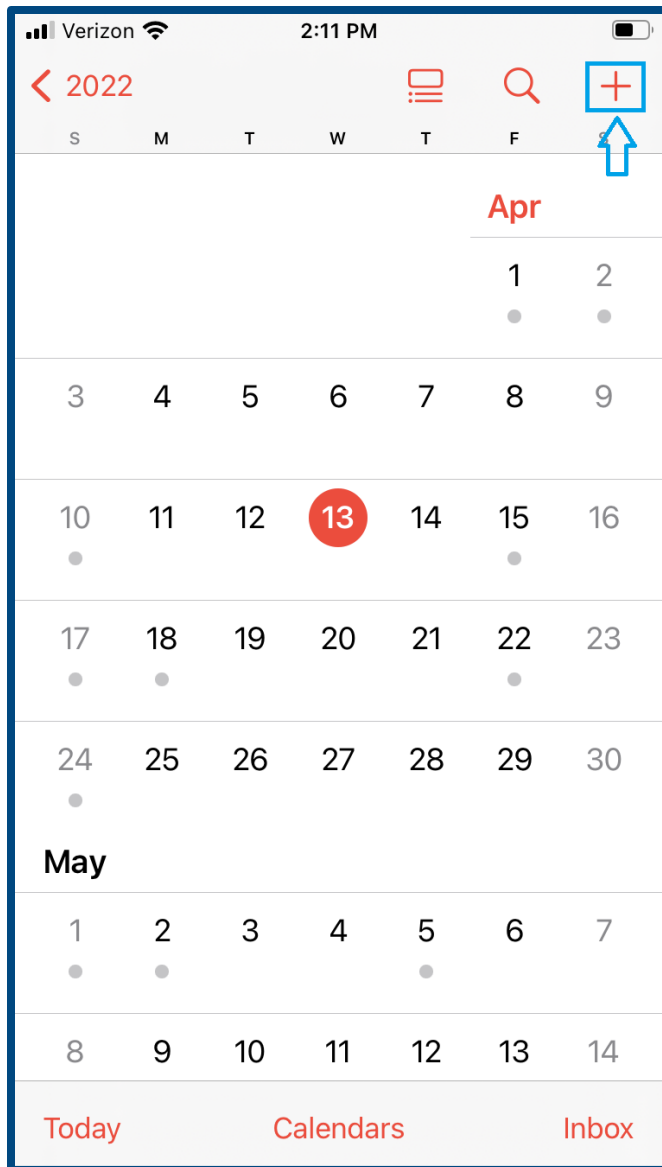 Verizon 2:11 PM
2022
S M T W T F S
Apr
1 2
3 4 5 6 7 8 9
10 11 12 13 14 15 16
17 18 19 20 21 22 23
24 25 26 27 28 29 30
May
1 2 3 4 5 6 7
8 9 10 11 12 13 14
Today Calendars Inbox